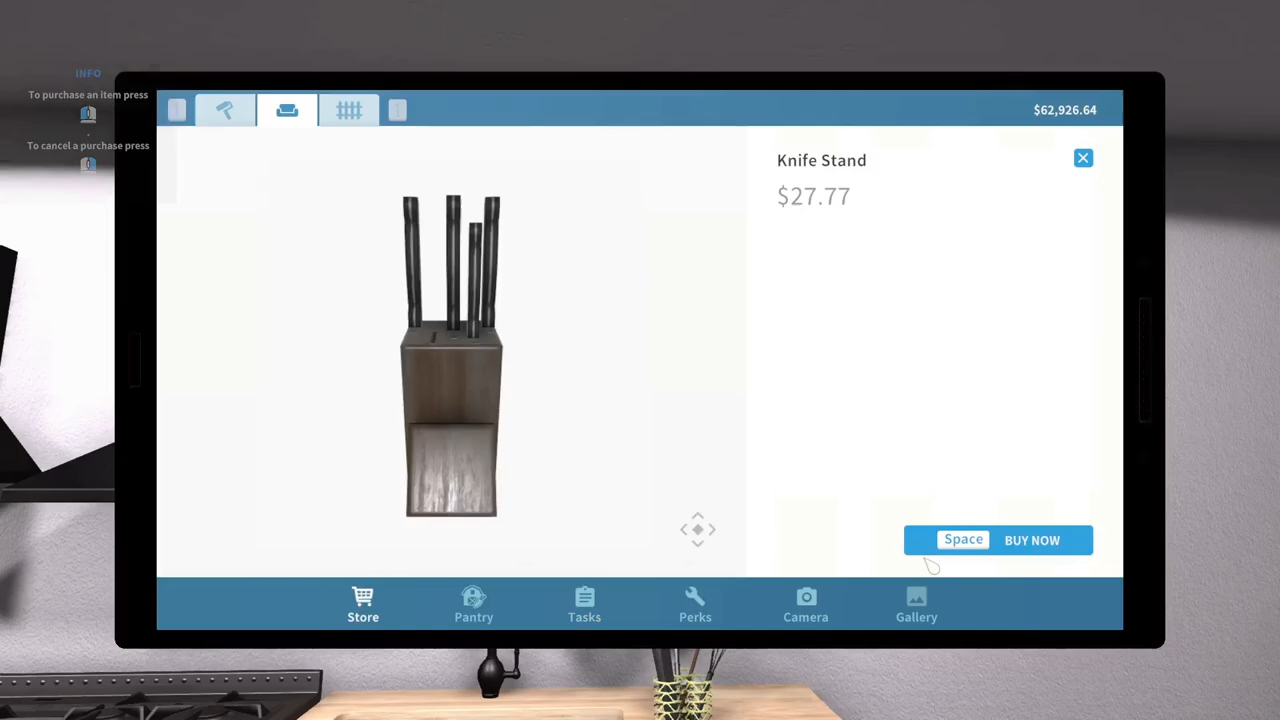 INFO
To purchase an item press
To cancel a purchase press
$62,926.64
Knife Stand
$27.77
Space BUY NOW
Store
Pantry
Tasks
Perks
Camera
Gallery